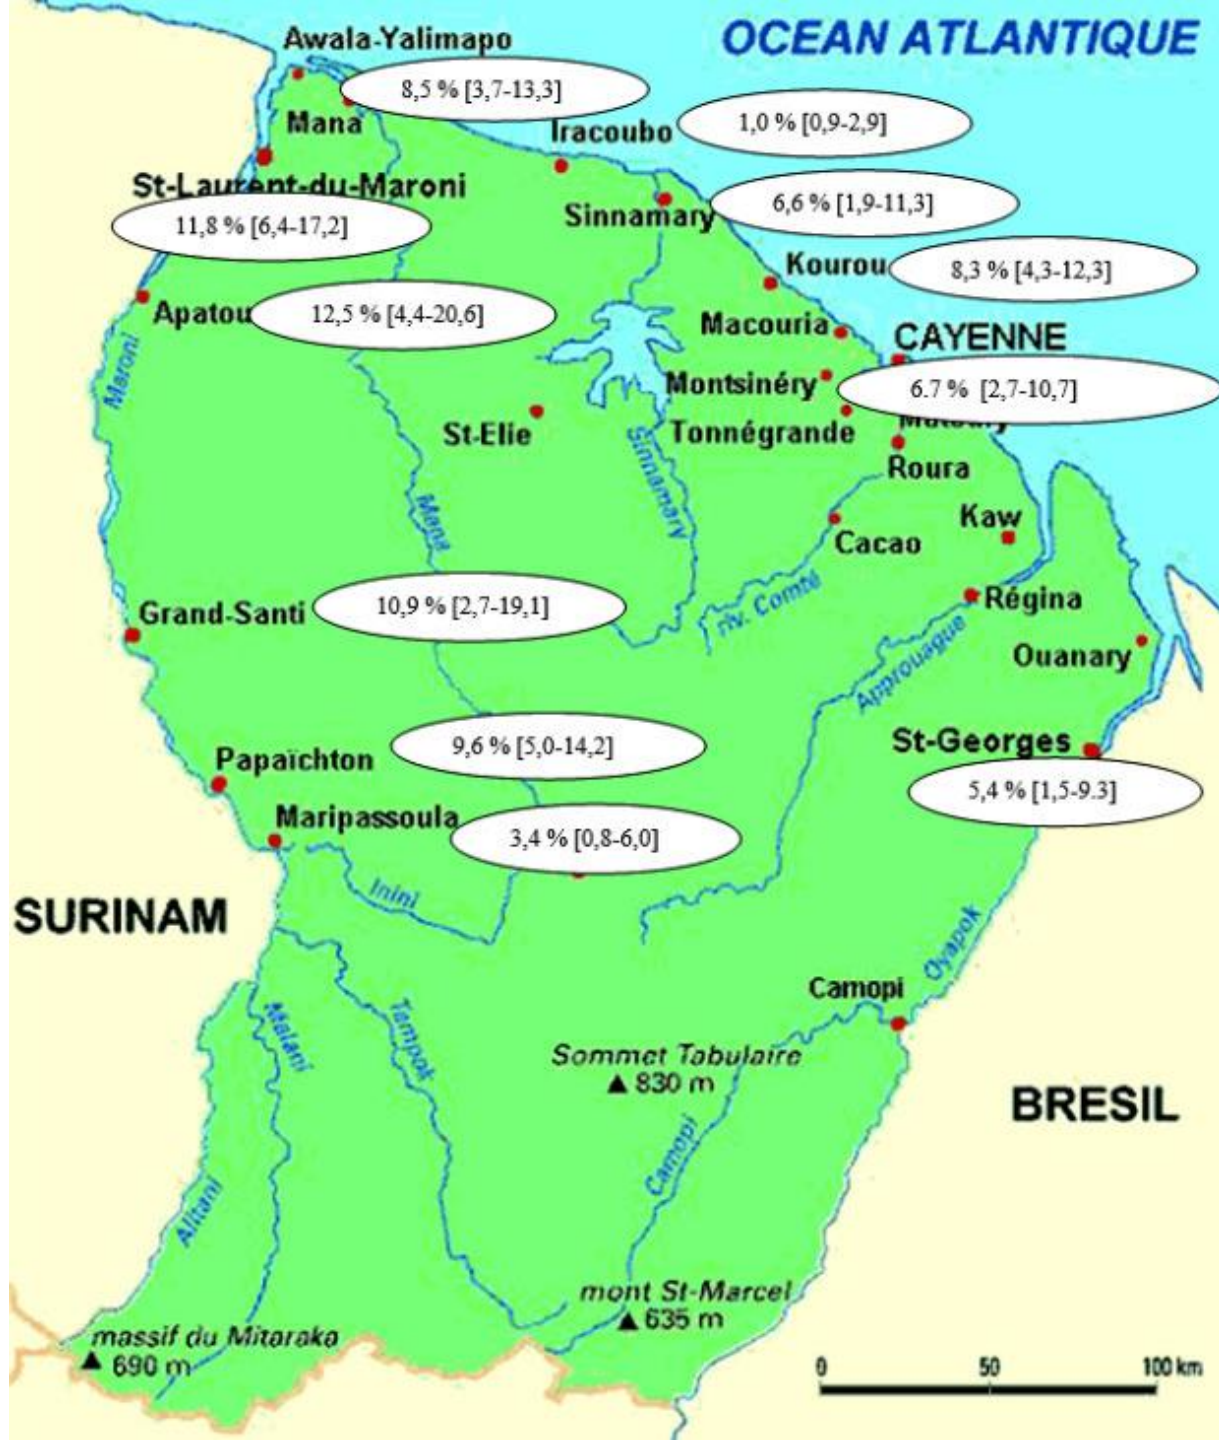 OCEAN ATLANTIQUE
Awala-Yalimapo
8,5 % [3,7-13,3]
Mana
Iracoubo
1,0 % [0,9-2,9]
St-Laurent-du-Maroni
11,8 % [6,4-17,2]
Sinnamary
6,6 % [1,9-11,3]
Kourou
8,3 % [4,3-12,3]
Apatou
12,5 % [4,4-20,6]
Maroni
Macouria
CAYENNE
Montsinéry
6.7 % [2,7-10,7]
St-Elie
Tonnégrande
Sinnamary
Roura
Mana
Kaw
Cacao
riv. Comté
Régina
Grand-Santi
10,9 % [2,7-19,1]
Approuague
Ouanary
Papaïchton
9,6 % [5,0-14,2]
St-Georges
5,4 % [1,5-9.3]
Maripassoula
3,4 % [0,8-6,0]
Inini
SURINAM
Oyapok
Camopi
Malani
Tampok
Sommet Tabulaire
▲ 830 m
BRESIL
Camopi
Alitani
mont St-Marcel
▲ 635 m
massif du Mitaraka
▲ 690 m
0 50 100 km